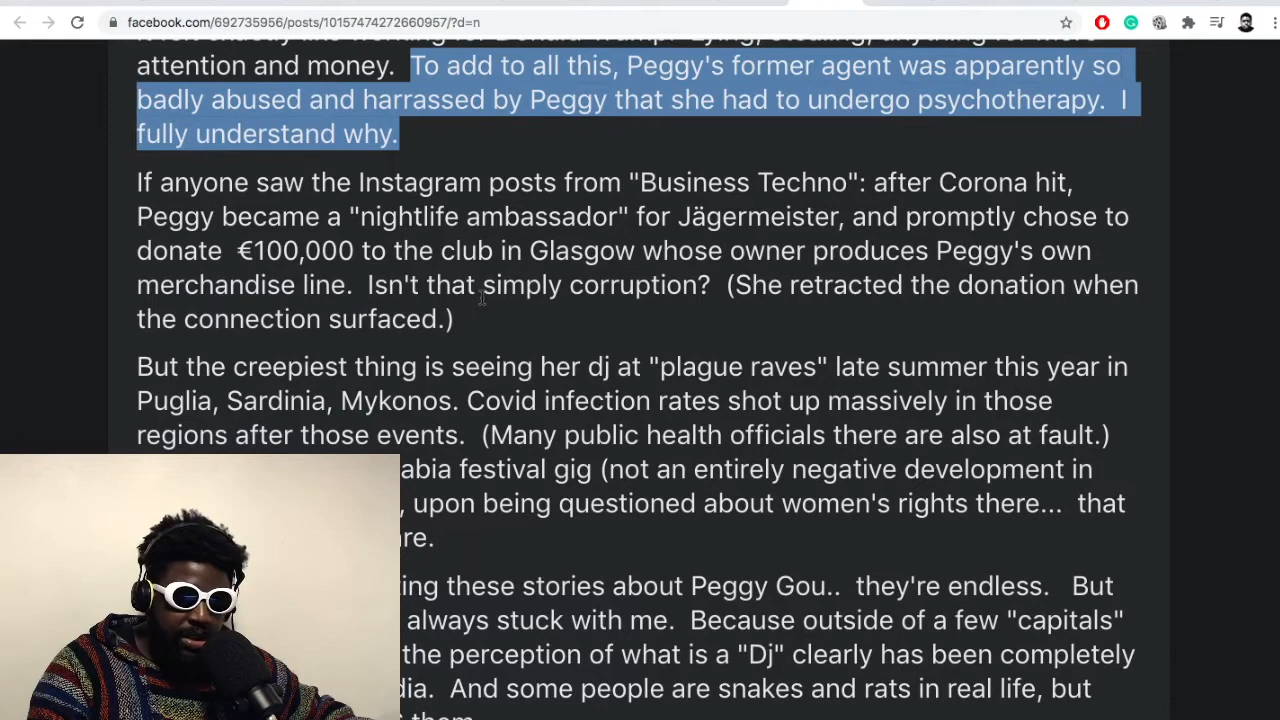 facebook.com/692735956/posts/10157474272660957/?d=n
attention and money. To add to all this, Peggy's former agent was apparently so
badly abused and harrassed by Peggy that she had to undergo psychotherapy. I
fully understand why.
If anyone saw the Instagram posts from "Business Techno": after Corona hit,
Peggy became a "nightlife ambassador" for Jägermeister, and promptly chose to
donate €100,000 to the club in Glasgow whose owner produces Peggy's own
merchandise line. Isn't that simply corruption? (She retracted the donation when
the connection surfaced.)
But the creepiest thing is seeing her dj at "plague raves" late summer this year in
Puglia, Sardinia, Mykonos. Covid infection rates shot up massively in those
regions after those events. (Many public health officials there are also at fault.)
abia festival gig (not an entirely negative development in
, upon being questioned about women's rights there... that
are.
ting these stories about Peggy Gou.. they're endless. But
always stuck with me. Because outside of a few "capitals"
the perception of what is a "Dj" clearly has been completely
dia. And some people are snakes and rats in real life, but